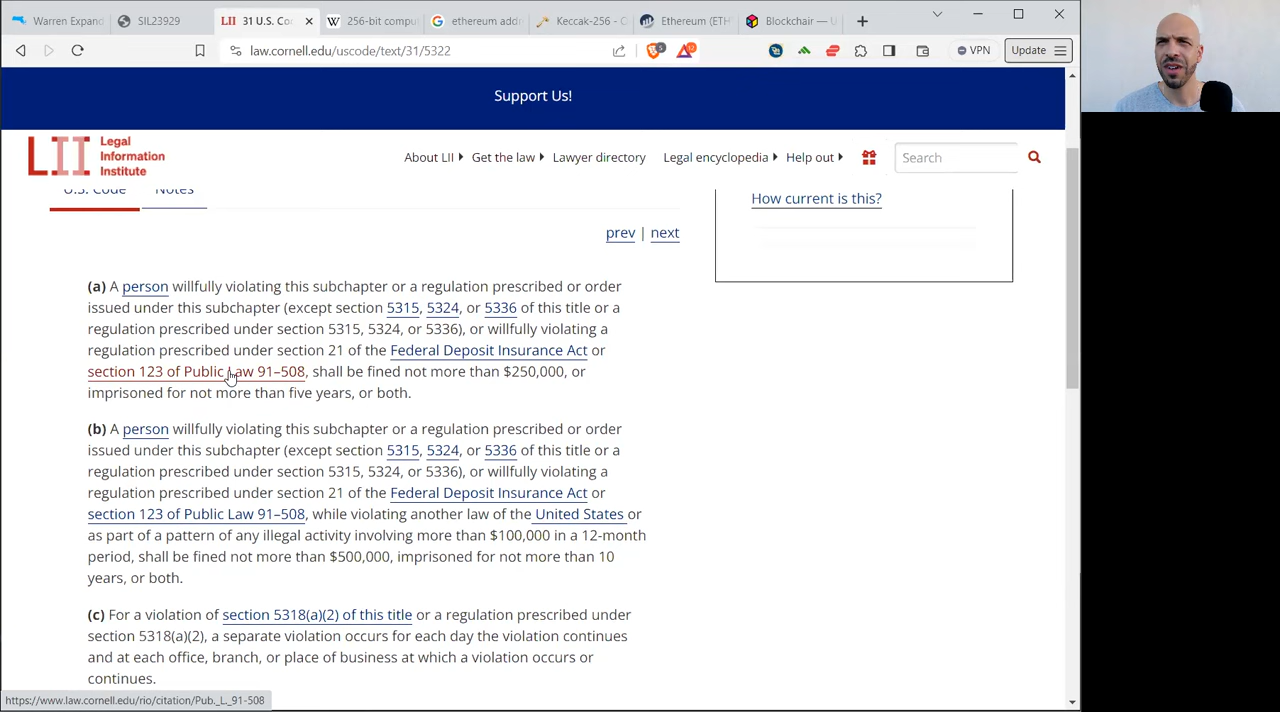 Warren Expand
SIL23929
LII 31 U.S. Co
W 256-bit compu
ethereum add
Keccak-256 - O
Ethereum (ETH
Blockchair — U
law.cornell.edu/uscode/text/31/5322
5
12
VPN
Update
Support Us!
LII Legal
Information
Institute
About LII
Get the law
Lawyer directory
Legal encyclopedia
Help out
Search
U.S. Code
Notes
How current is this?
prev | next
(a) A person willfully violating this subchapter or a regulation prescribed or order
issued under this subchapter (except section 5315, 5324, or 5336 of this title or a
regulation prescribed under section 5315, 5324, or 5336), or willfully violating a
regulation prescribed under section 21 of the Federal Deposit Insurance Act or
section 123 of Public Law 91–508, shall be fined not more than $250,000, or
imprisoned for not more than five years, or both.
(b) A person willfully violating this subchapter or a regulation prescribed or order
issued under this subchapter (except section 5315, 5324, or 5336 of this title or a
regulation prescribed under section 5315, 5324, or 5336), or willfully violating a
regulation prescribed under section 21 of the Federal Deposit Insurance Act or
section 123 of Public Law 91–508, while violating another law of the United States or
as part of a pattern of any illegal activity involving more than $100,000 in a 12-month
period, shall be fined not more than $500,000, imprisoned for not more than 10
years, or both.
(c) For a violation of section 5318(a)(2) of this title or a regulation prescribed under
section 5318(a)(2), a separate violation occurs for each day the violation continues
and at each office, branch, or place of business at which a violation occurs or
continues.
https://www.law.cornell.edu/rio/citation/Pub._L._91-508